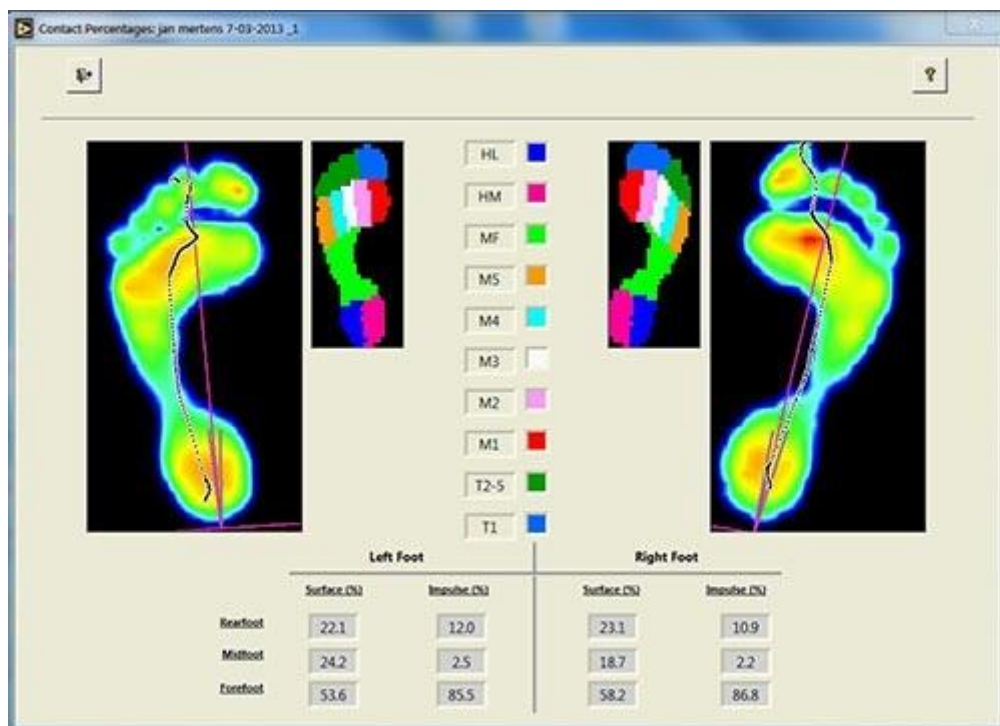 Contact Percentages: jan mertens 7-03-2013 _1
?
HL
HM
MF
M5
M4
M3
M2
M1
T2-5
T1
Left Foot Right Foot
Surface (%) Impulse (%) Surface (%) Impulse (%)
Rearfoot 22.1 12.0 23.1 10.9
Midfoot 24.2 2.5 18.7 2.2
Forefoot 53.6 85.5 58.2 86.8